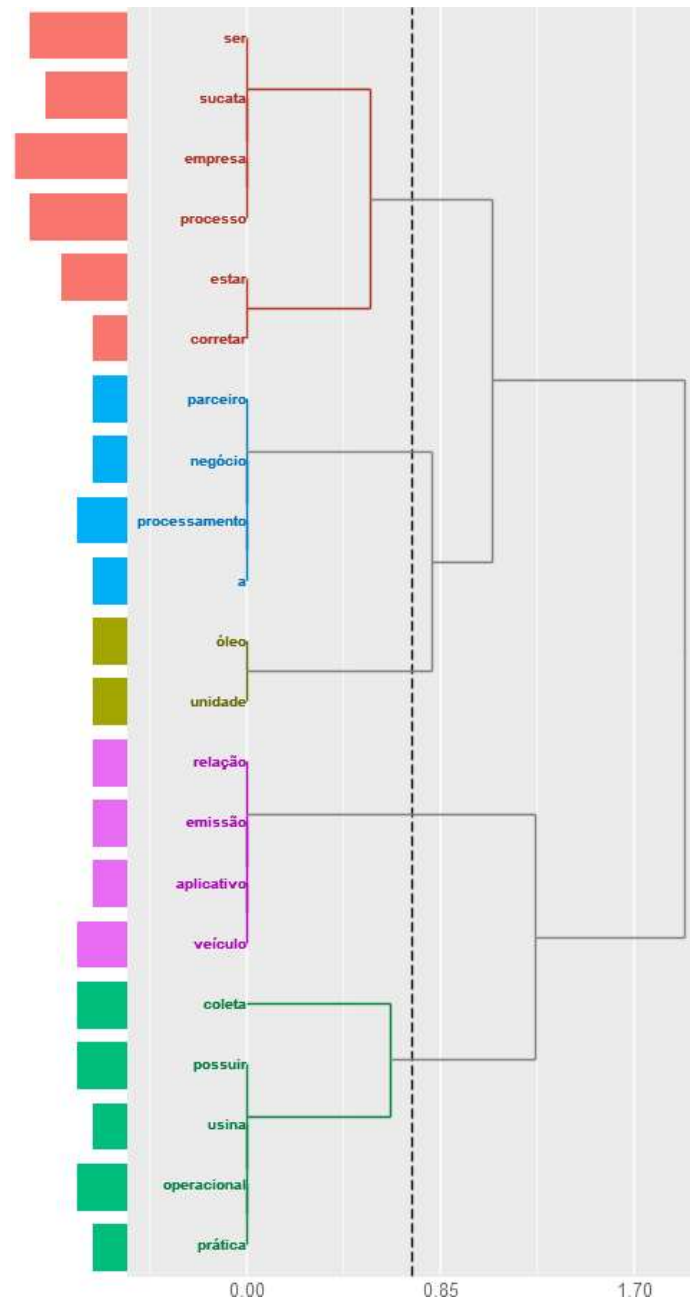 ser
sucata
empresa
processo
estar
corretar
parceiro
negócio
processamento
a
óleo
unidade
relação
emissão
aplicativo
veículo
coleta
possuir
usina
operacional
prática
0.00 0.85 1.70